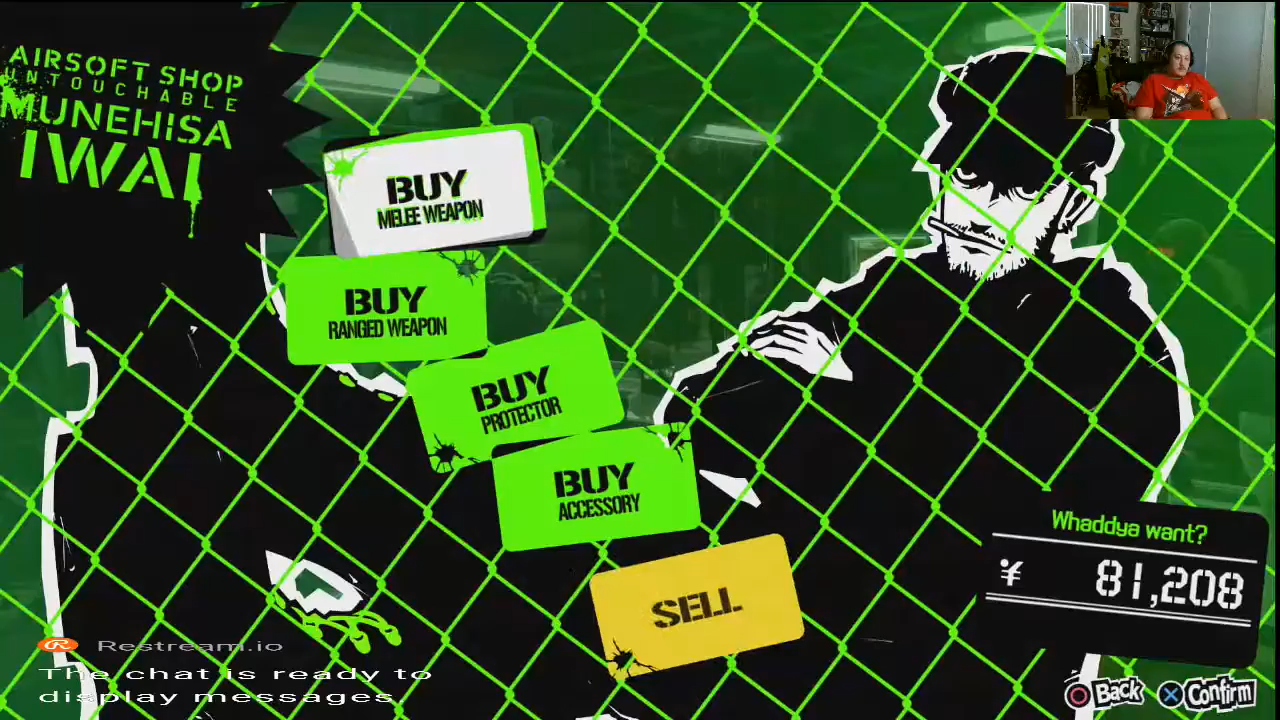 AIRSOFT SHOP
UNTOUCHABLE
MUNEHISA
IWAI
BUY
MELEE WEAPON
BUY
RANGED WEAPON
BUY
PROTECTOR
BUY
ACCESSORY
SELL
Whaddya want?
¥ 81,208
Restream.io
The chat is ready to
display messages
Back Confirm